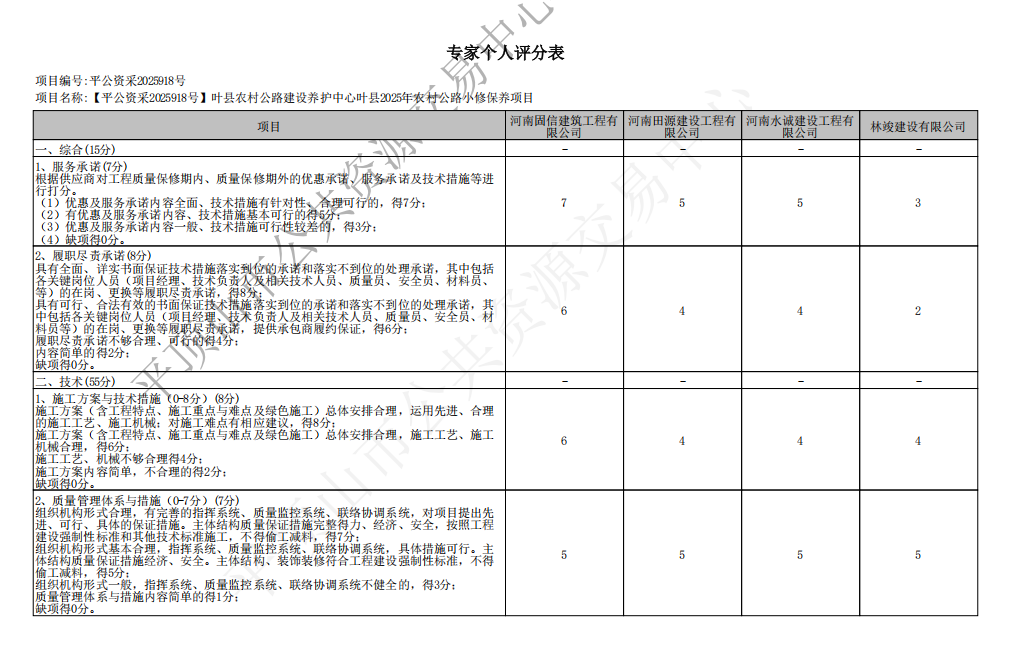 专家个人评分表
项目编号:平公资采2025918号
项目名称:【平公资采2025918号】叶县农村公路建设养护中心叶县2025年农村公路小修保养项目
项目
河南固信建筑工程有
限公司
河南田源建设工程有
限公司
河南水诚建设工程有
限公司
林竣建设有限公司
一、综合(15分)
-
-
-
-
1、服务承诺(7分)
根据供应商对工程质量保修期内、质量保修期外的优惠承诺、服务承诺及技术措施等进
行打分。
（1）优惠及服务承诺内容全面、技术措施有针对性、合理可行的，得7分；
（2）有优惠及服务承诺内容、技术措施基本可行的得5分；
（3）优惠及服务承诺内容一般、技术措施可行性较差的，得3分；
（4）缺项得0分。
7
5
5
3
2、履职尽责承诺(8分)
具有全面、详实书面保证技术措施落实到位的承诺和落实不到位的处理承诺，其中包括
各关键岗位人员（项目经理、技术负责人及相关技术人员、质量员、安全员、材料员、
等）的在岗、更换等履职尽责承诺，得8分；
具有可行、合法有效的书面保证技术措施落实到位的承诺和落实不到位的处理承诺，其
中包括各关键岗位人员（项目经理、技术负责人及相关技术人员、质量员、安全员、材
料员等）的在岗、更换等履职尽责承诺，提供承包商履约保证，得6分；
履职尽责承诺不够合理、可行的得4分；
内容简单的得2分；
缺项得0分。
6
4
4
2
二、技术(55分)
-
-
-
-
1、施工方案与技术措施（0-8分）(8分)
施工方案（含工程特点、施工重点与难点及绿色施工）总体安排合理，运用先进、合理
的施工工艺、施工机械；对施工难点有相应建议，得8分；
施工方案（含工程特点、施工重点与难点及绿色施工）总体安排合理，施工工艺、施工
机械合理，得6分；
施工工艺、机械不够合理得4分；
施工方案内容简单，不合理的得2分；
缺项得0分。
6
4
4
4
2、质量管理体系与措施（0-7分）(7分)
组织机构形式合理，有完善的指挥系统、质量监控系统、联络协调系统，对项目提出先
进、可行、具体的保证措施。主体结构质量保证措施完整得力、经济、安全，按照工程
建设强制性标准和其他技术标准施工，不得偷工减料，得7分；
组织机构形式基本合理，指挥系统、质量监控系统、联络协调系统，具体措施可行。主
体结构质量保证措施经济、安全。主体结构、装饰装修符合工程建设强制性标准，不得
偷工减料，得5分；
组织机构形式一般，指挥系统、质量监控系统、联络协调系统不健全的，得3分；
质量管理体系与措施内容简单的得1分；
缺项得0分。
5
5
5
5
平顶山市公共资源交易中心
平顶山市公共资源交易中心